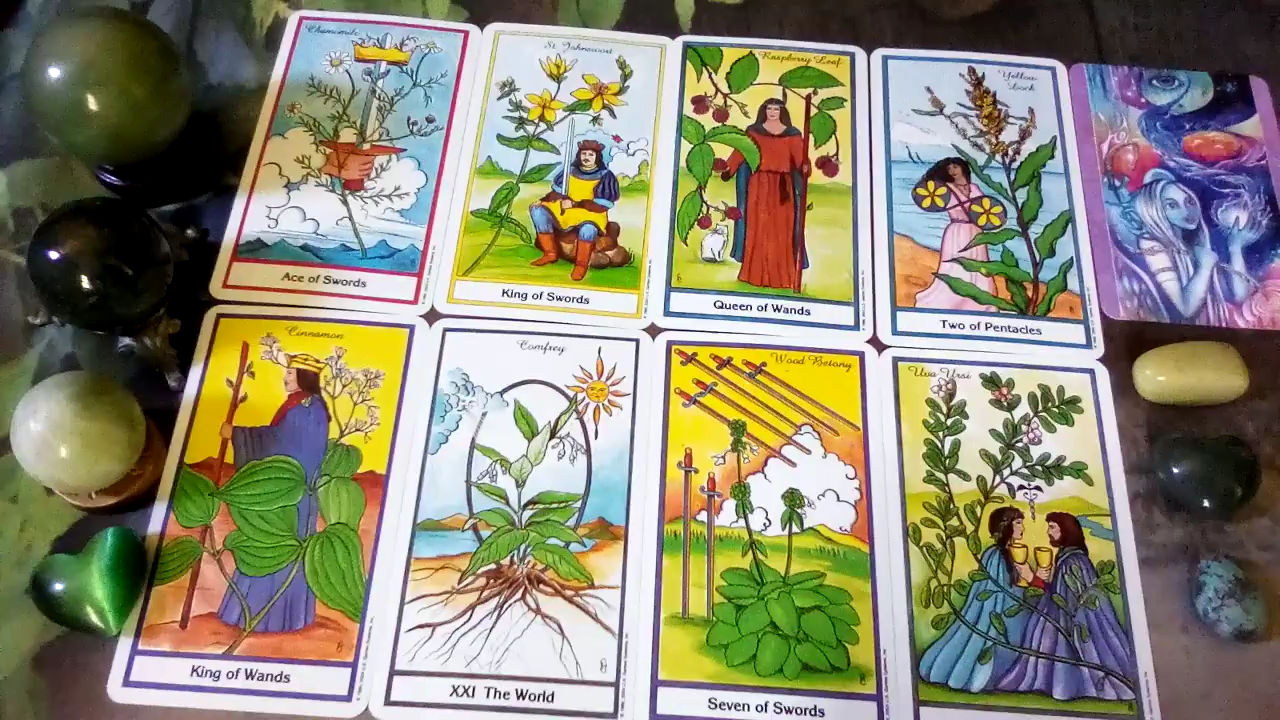 Chamomile
Ace of Swords
St Johnswort
King of Swords
Raspberry Leaf
Queen of Wands
Yellow
Dock
Two of Pentacles
Cinnamon
King of Wands
Comfrey
XXI The World
Wood Betony
Seven of Swords
Uva Ursi